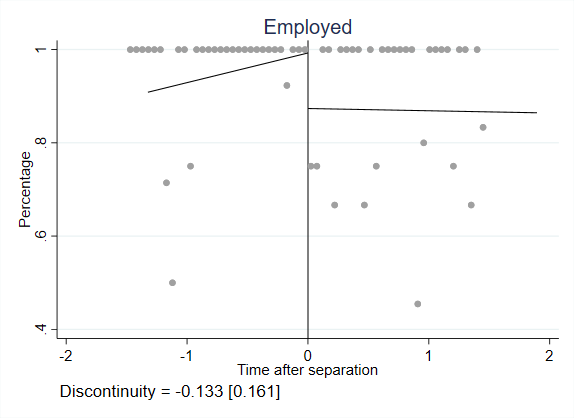 Employed
Percentage
1
.8
.6
.4
-2 -1 0 1 2
Time after separation
Discontinuity = -0.133 [0.161]